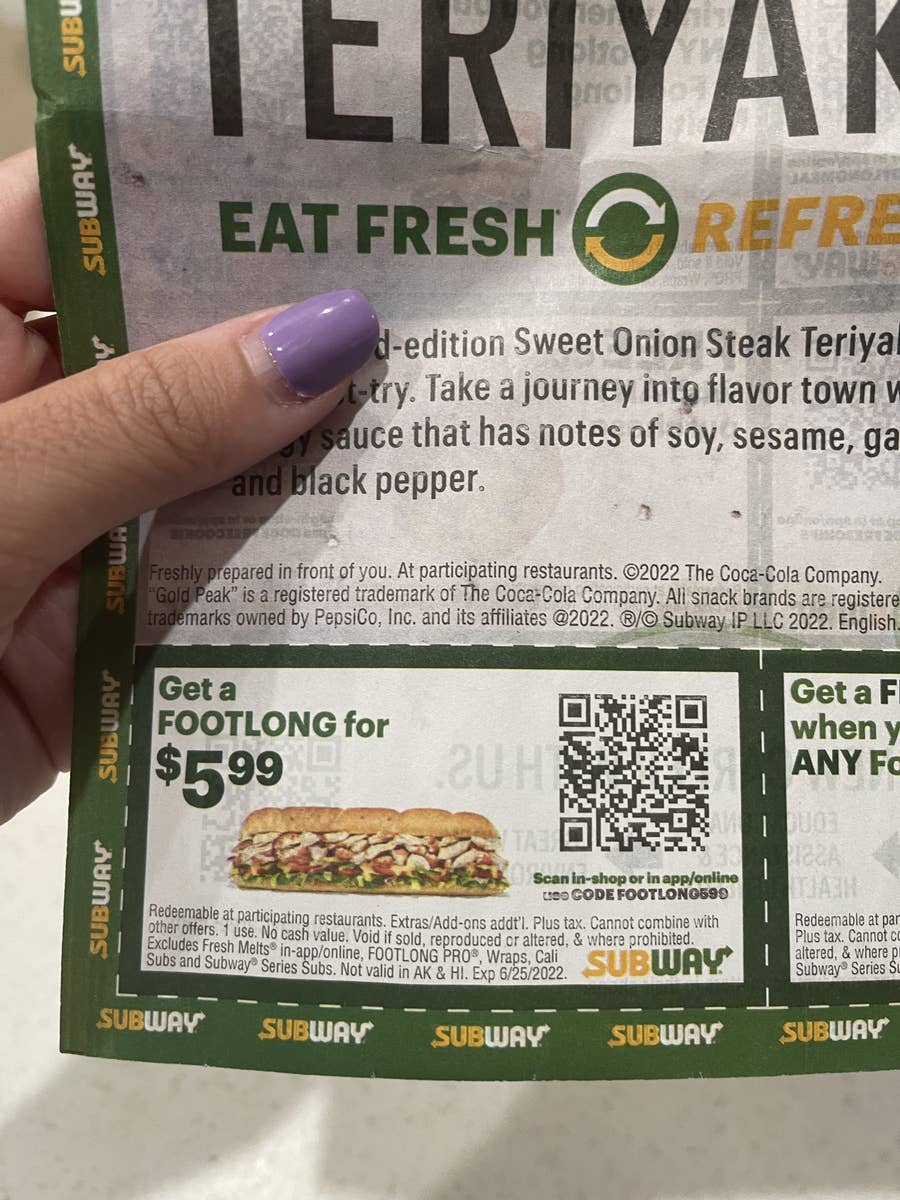 TERIYAK
EAT FRESH REFRE
d-edition Sweet Onion Steak Teriya
t-try. Take a journey into flavor town w
gy sauce that has notes of soy, sesame, ga
and black pepper.
Freshly prepared in front of you. At participating restaurants. ©2022 The Coca-Cola Company.
"Gold Peak" is a registered trademark of The Coca-Cola Company. All snack brands are registere
trademarks owned by PepsiCo, Inc. and its affiliates @2022. ®/© Subway IP LLC 2022. English.
Get a
FOOTLONG for
$5.99
Scan in-shop or in app/online
use CODE FOOTLONG599
Redeemable at participating restaurants. Extras/Add-ons addt'l. Plus tax. Cannot combine with
other offers. 1 use. No cash value. Void if sold, reproduced or altered, & where prohibited.
Excludes Fresh Melts® in-app/online, FOOTLONG PRO®, Wraps, Cali
Subs and Subway® Series Subs. Not valid in AK & HI. Exp 6/25/2022.
SUBWAY
Get a F
when y
ANY Fo
Redeemable at par
Plus tax. Cannot co
altered, & where p
Subway® Series Su
SUBWAY SUBWAY SUBWAY SUBWAY SUBWAY
SUBW
SUBWAY
Y
SUBWAY
SUBWAY
SUBWAY